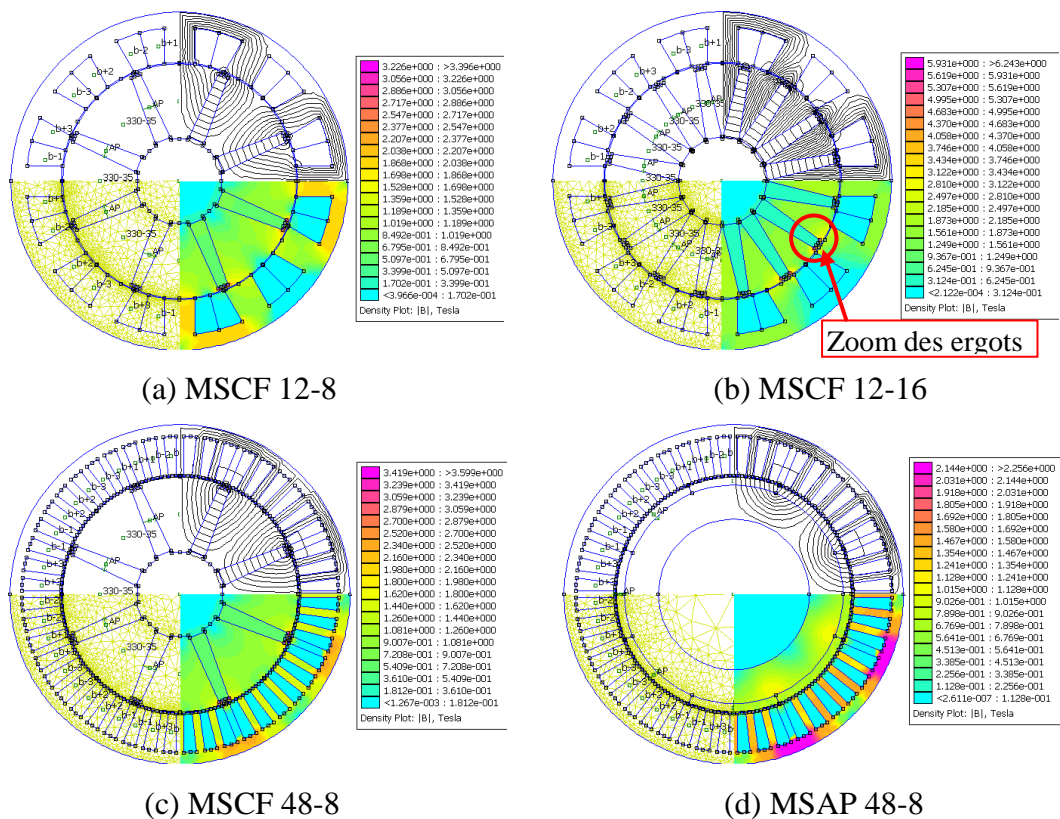 b-2
b+1
b+2
b-3
AP
330-35
b+3
b-1
330-35
AP
b+1
b-2
AP
330-35
AP
b+2
b-3
b+3
b-1
3.226e+000 : >3.396e+000
3.056e+000 : 3.226e+000
2.886e+000 : 3.056e+000
2.717e+000 : 2.886e+000
2.547e+000 : 2.717e+000
2.377e+000 : 2.547e+000
2.207e+000 : 2.377e+000
2.038e+000 : 2.207e+000
1.868e+000 : 2.038e+000
1.698e+000 : 1.868e+000
1.528e+000 : 1.698e+000
1.359e+000 : 1.528e+000
1.189e+000 : 1.359e+000
1.019e+000 : 1.189e+000
8.492e-001 : 1.019e+000
6.795e-001 : 8.492e-001
5.097e-001 : 6.795e-001
3.399e-001 : 5.097e-001
1.702e-001 : 3.399e-001
<3.966e-004 : 1.702e-001
Density Plot: |B|, Tesla
5.931e+000 : >6.243e+000
5.619e+000 : 5.931e+000
5.307e+000 : 5.619e+000
4.995e+000 : 5.307e+000
4.683e+000 : 4.995e+000
4.370e+000 : 4.683e+000
4.058e+000 : 4.370e+000
3.746e+000 : 4.058e+000
3.434e+000 : 3.746e+000
3.122e+000 : 3.434e+000
2.810e+000 : 3.122e+000
2.497e+000 : 2.810e+000
2.185e+000 : 2.497e+000
1.873e+000 : 2.185e+000
1.561e+000 : 1.873e+000
1.249e+000 : 1.561e+000
9.367e-001 : 1.249e+000
6.245e-001 : 9.367e-001
3.124e-001 : 6.245e-001
<2.122e-004 : 3.124e-001
Density Plot: |B|, Tesla
Zoom des ergots
(a) MSCF 12-8
(b) MSCF 12-16
3.419e+000 : >3.599e+000
3.239e+000 : 3.419e+000
3.059e+000 : 3.239e+000
2.879e+000 : 3.059e+000
2.700e+000 : 2.879e+000
2.520e+000 : 2.700e+000
2.340e+000 : 2.520e+000
2.160e+000 : 2.340e+000
1.980e+000 : 2.160e+000
1.800e+000 : 1.980e+000
1.620e+000 : 1.800e+000
1.440e+000 : 1.620e+000
1.260e+000 : 1.440e+000
1.081e+000 : 1.260e+000
9.007e-001 : 1.081e+000
7.208e-001 : 9.007e-001
5.409e-001 : 7.208e-001
3.610e-001 : 5.409e-001
1.812e-001 : 3.610e-001
<1.267e-003 : 1.812e-001
Density Plot: |B|, Tesla
2.144e+000 : >2.256e+000
2.031e+000 : 2.144e+000
1.918e+000 : 2.031e+000
1.805e+000 : 1.918e+000
1.692e+000 : 1.805e+000
1.580e+000 : 1.692e+000
1.467e+000 : 1.580e+000
1.354e+000 : 1.467e+000
1.241e+000 : 1.354e+000
1.128e+000 : 1.241e+000
1.015e+000 : 1.128e+000
9.026e-001 : 1.015e+000
7.898e-001 : 9.026e-001
6.769e-001 : 7.898e-001
5.641e-001 : 6.769e-001
4.513e-001 : 5.641e-001
3.385e-001 : 4.513e-001
2.256e-001 : 3.385e-001
1.128e-001 : 2.256e-001
<2.611e-007 : 1.128e-001
Density Plot: |B|, Tesla
(c) MSCF 48-8
(d) MSAP 48-8